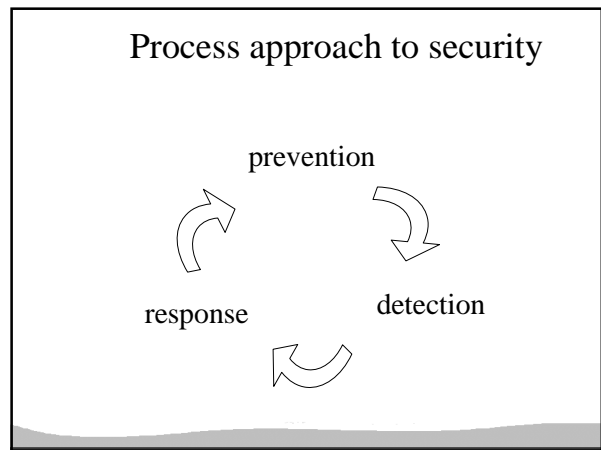 Process approach to security
prevention
detection
response